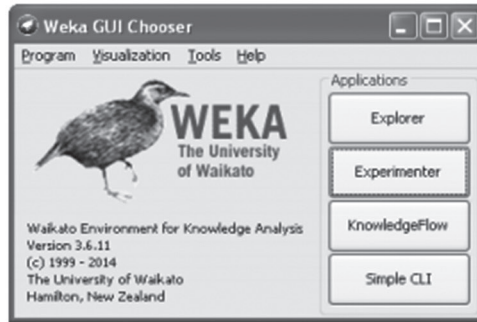 Weka GUI Chooser
Program Visualization Tools Help
WEKA
The University
of Waikato
Waikato Environment for Knowledge Analysis
Version 3.6.11
(c) 1999 - 2014
The University of Waikato
Hamilton, New Zealand
Applications
Explorer
Experimenter
KnowledgeFlow
Simple CLI